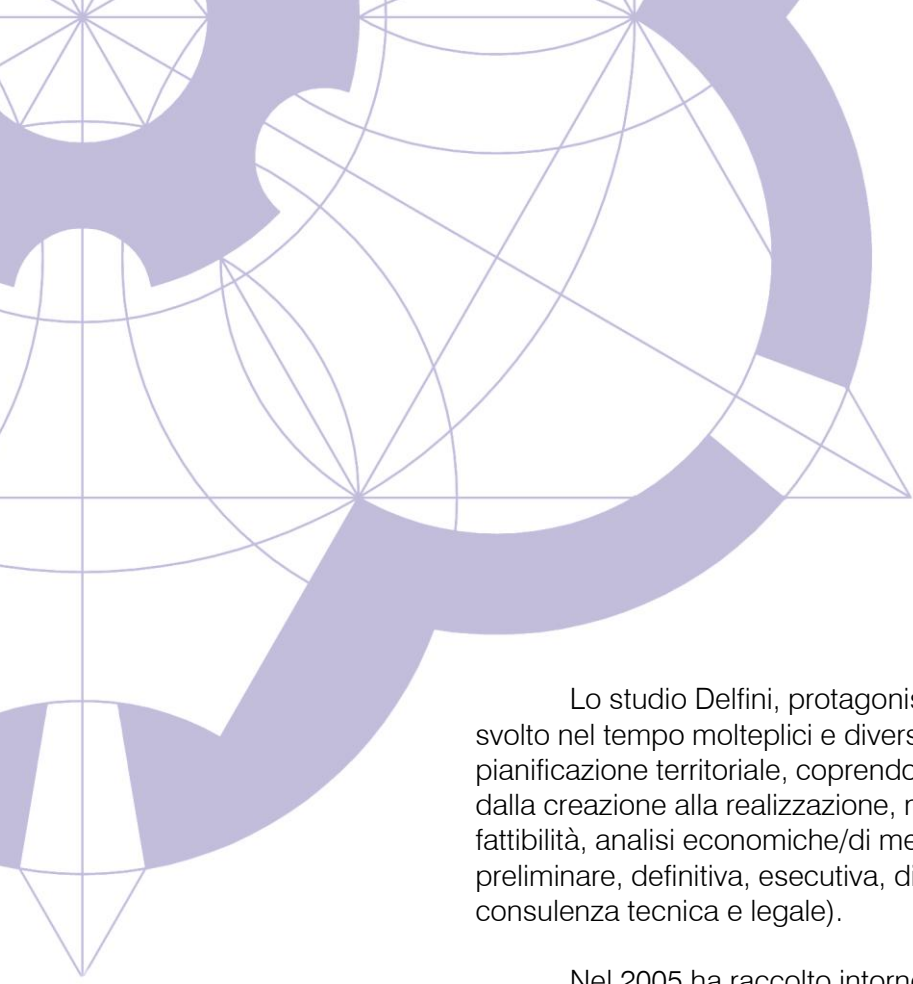 Lo studio Delfini,
svolto nel tempo molteplici e
pianificazione territoriale, coprendo
dalla creazione alla realizzazione,
fattibilità, analisi economiche/di
preliminare, definitiva, esecutiva,
consulenza tecnica e legale).
Nel 2005 ha raccolto